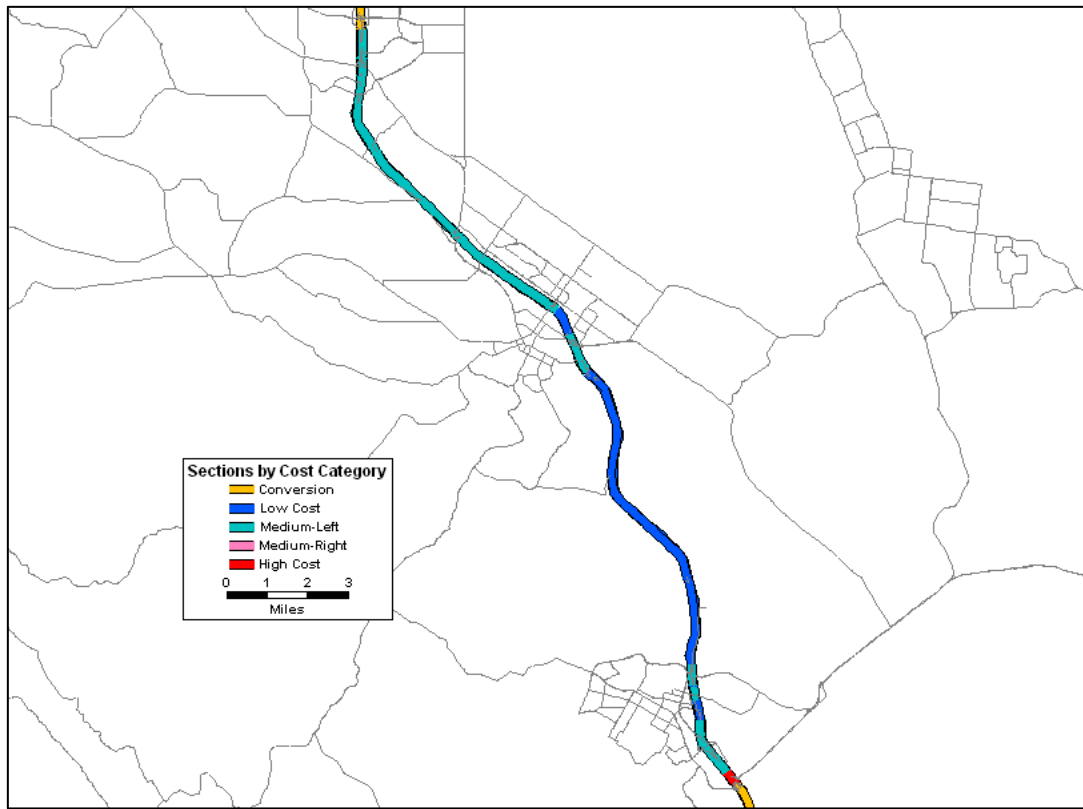 Sections by Cost Category
Conversion
Low Cost
Medium-Left
Medium-Right
High Cost
0 1 2 3
Miles